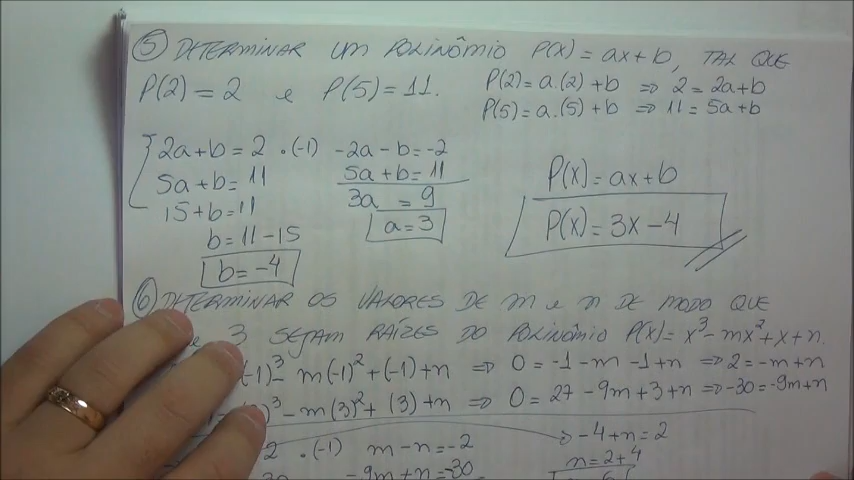 5 DETERMINAR UM POLINÔMIO P(X) = ax + b, TAL QUE
P(2) = 2 e P(5) = 11.
P(2) = a.(2) + b ⇒ 2 = 2a + b
P(5) = a.(5) + b ⇒ 11 = 5a + b
2a + b = 2 .(-1)
5a + b = 11
15 + b = 11
b = 11 - 15
b = -4
-2a - b = -2
5a + b = 11
3a = 9
a = 3
P(X) = ax + b
P(X) = 3X - 4
6 DETERMINAR OS VALORES DE m e n DE MODO QUE
e 3 SEJAM RAÍZES DO POLINÔMIO P(X) = x³ - mx² + x + n.
(-1)³ - m(-1)² + (-1) + n ⇒ 0 = -1 - m - 1 + n ⇒ 2 = -m + n
)³ - m(3)² + (3) + n ⇒ 0 = 27 - 9m + 3 + n ⇒ -30 = -9m + n
2 .(-1) m - n = -2
-9m + n = -30
⇒ -4 + n = 2
n = 2 + 4